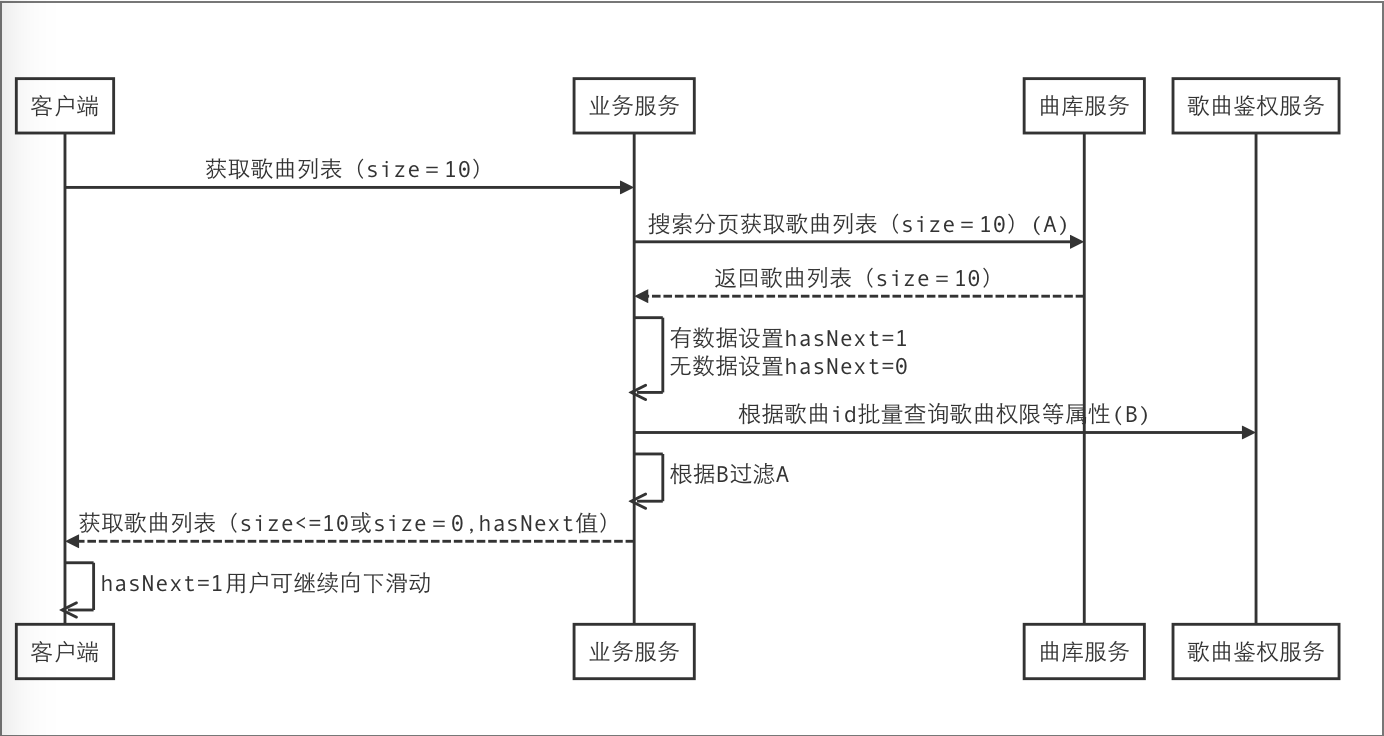 客户端
业务服务
曲库服务
歌曲鉴权服务
获取歌曲列表（size＝10）
搜索分页获取歌曲列表（size＝10）(A)
返回歌曲列表（size＝10）
有数据设置hasNext=1
无数据设置hasNext=0
根据歌曲id批量查询歌曲权限等属性(B)
根据B过滤A
获取歌曲列表（size<=10或size＝0,hasNext值）
hasNext=1用户可继续向下滑动
客户端
业务服务
曲库服务
歌曲鉴权服务